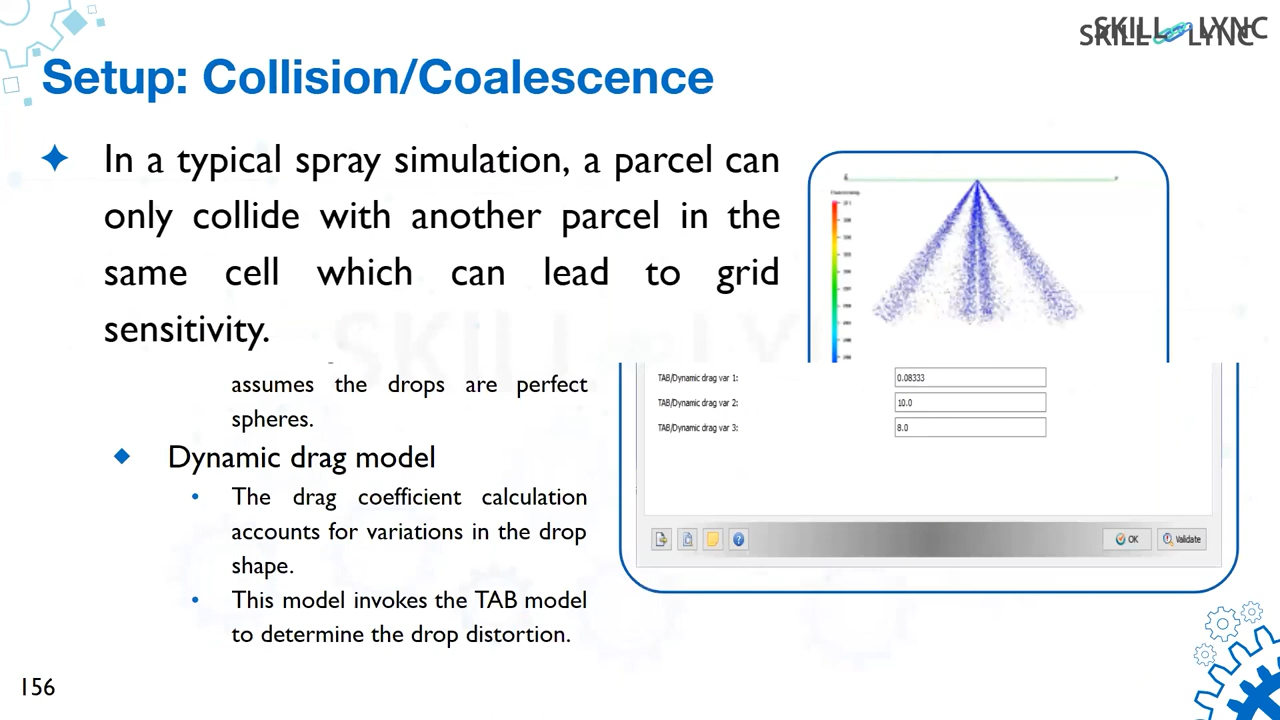 SKILL LYNC
SKILL LYNC
Setup: Collision/Coalescence
In a typical spray simulation, a parcel can
only collide with another parcel in the
same cell which can lead to grid
sensitivity.
SKILL LYNC
assumes the drops are perfect
spheres.
Dynamic drag model
The drag coefficient calculation
accounts for variations in the drop
shape.
This model invokes the TAB model
to determine the drop distortion.
TAB/Dynamic drag var 1: 0.08333
TAB/Dynamic drag var 2: 10.0
TAB/Dynamic drag var 3: 8.0
OK Validate
156